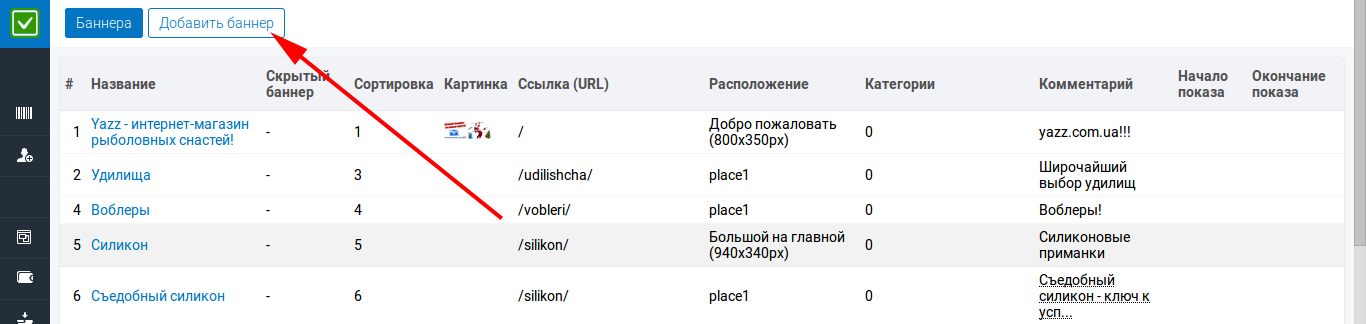 Баннера Добавить баннер
# Название Скрытый баннер Сортировка Картинка Ссылка (URL) Расположение Категории Комментарий Начало показа Окончание показа
1 Yazz - интернет-магазин рыболовных снастей! - 1 / Добро пожаловать (800x350px) 0 yazz.com.ua!!!
2 Удилища - 3 /udilishcha/ place1 0 Широчайший выбор удилищ
4 Воблеры - 4 /vobleri/ place1 0 Воблеры!
5 Силикон - 5 /silikon/ Большой на главной (940x340px) 0 Силиконовые приманки
6 Съедобный силикон - 6 /silikon/ place1 0 Съедобный силикон - ключ к усп...